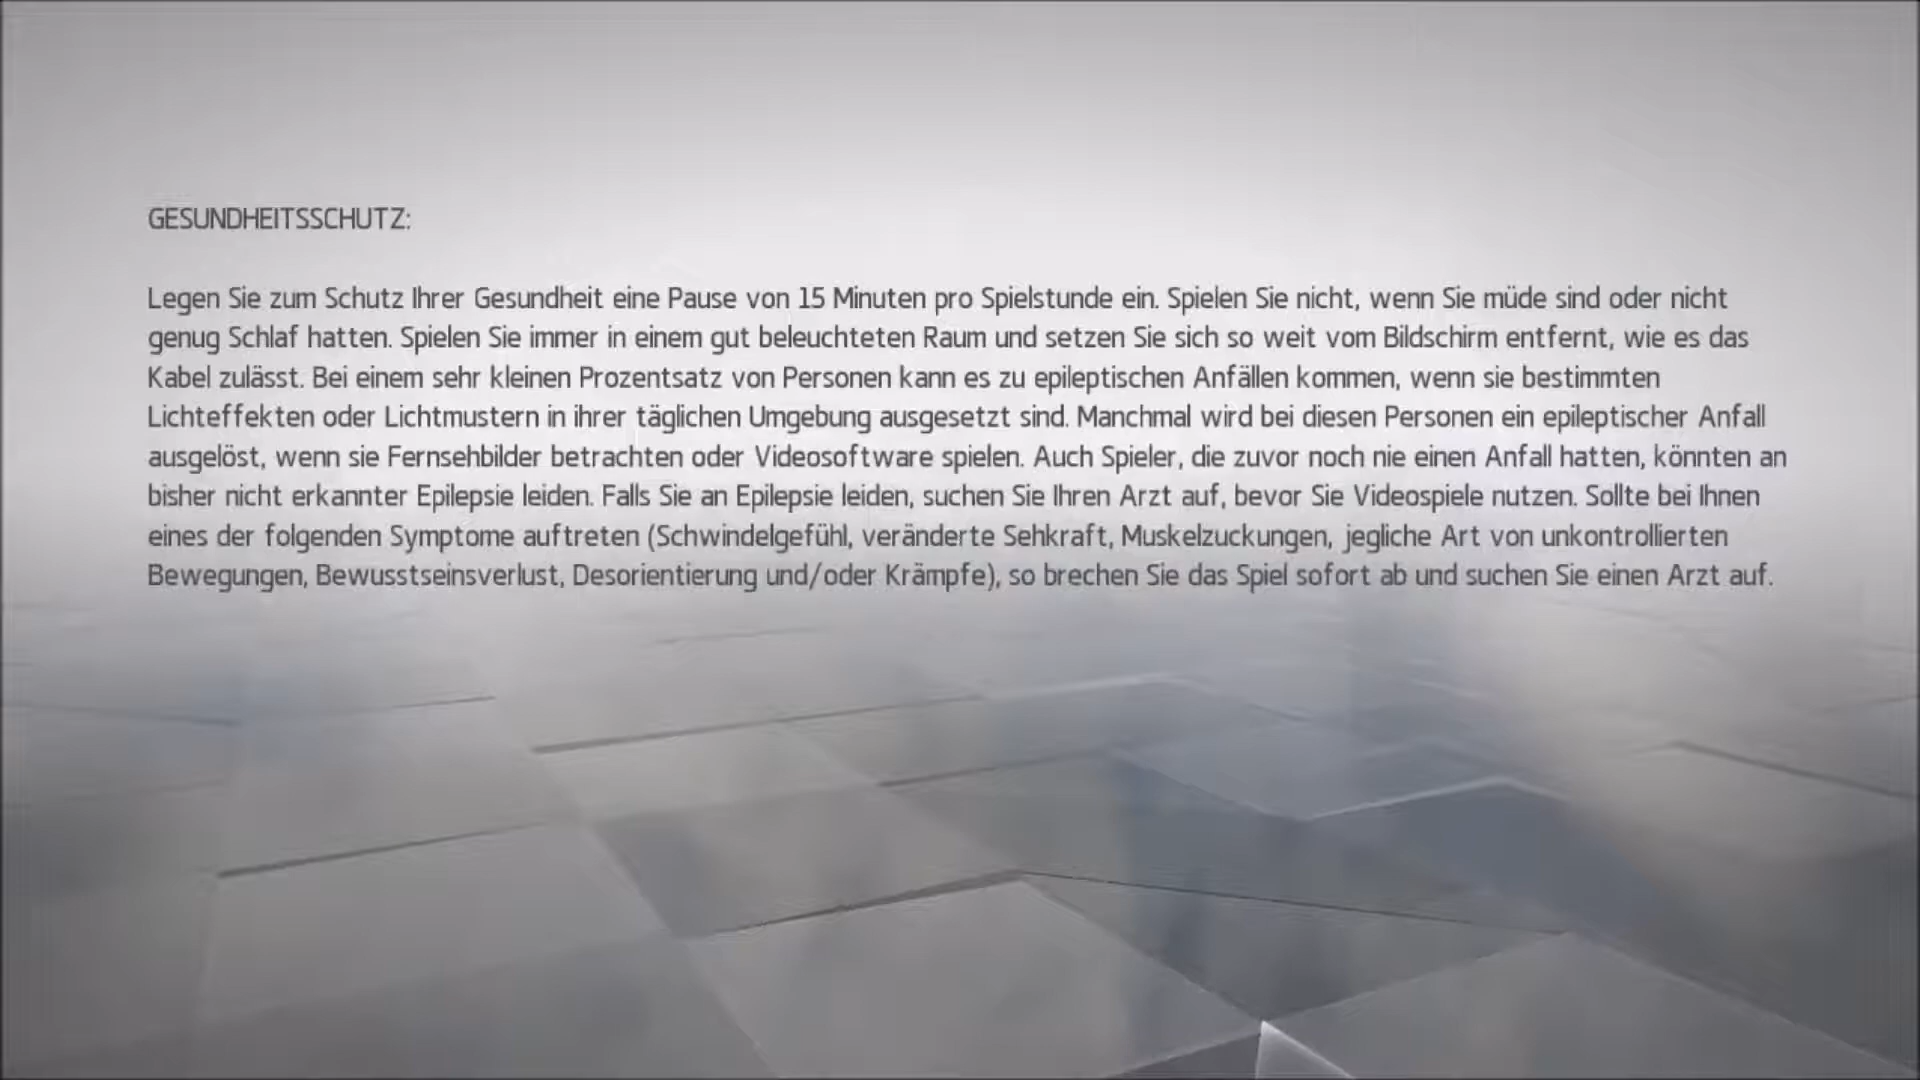 GESUNDHEITSSCHUTZ:
Legen Sie zum Schutz Ihrer Gesundheit eine Pause von 15 Minuten pro Spielstunde ein. Spielen Sie nicht, wenn Sie müde sind oder nicht
genug Schlaf hatten. Spielen Sie immer in einem gut beleuchteten Raum und setzen Sie sich so weit vom Bildschirm entfernt, wie es das
Kabel zulässt. Bei einem sehr kleinen Prozentsatz von Personen kann es zu epileptischen Anfällen kommen, wenn sie bestimmten
Lichteffekten oder Lichtmustern in ihrer täglichen Umgebung ausgesetzt sind. Manchmal wird bei diesen Personen ein epileptischer Anfall
ausgelöst, wenn sie Fernsehbilder betrachten oder Videosoftware spielen. Auch Spieler, die zuvor noch nie einen Anfall hatten, könnten an
bisher nicht erkannter Epilepsie leiden. Falls Sie an Epilepsie leiden, suchen Sie Ihren Arzt auf, bevor Sie Videospiele nutzen. Sollte bei Ihnen
eines der folgenden Symptome auftreten (Schwindelgefühl, veränderte Sehkraft, Muskelzuckungen, jegliche Art von unkontrollierten
Bewegungen, Bewusstseinsverlust, Desorientierung und/oder Krämpfe), so brechen Sie das Spiel sofort ab und suchen Sie einen Arzt auf.